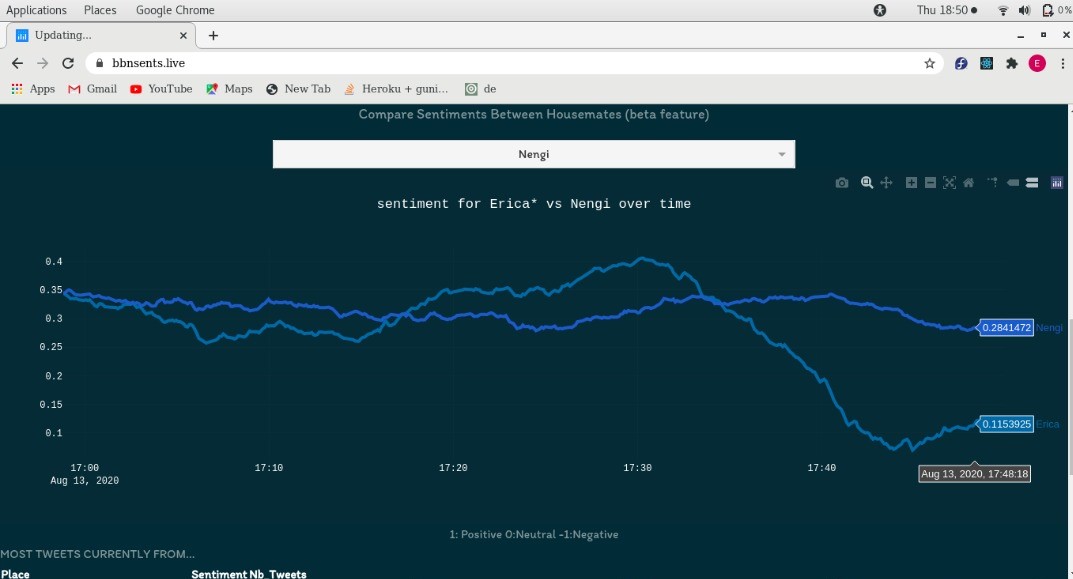 Applications Places Google Chrome Thu 18:50 0%
Updating...
bbnsents.live E
Apps Gmail YouTube Maps New Tab Heroku + guni... de
Compare Sentiments Between Housemates (beta feature)
Nengi
sentiment for Erica* vs Nengi over time
0.4
0.35
0.3
0.2841472 Nengi
0.25
0.2
0.15
0.1153925 Erica
0.1
17:00 17:10 17:20 17:30 17:40
Aug 13, 2020 Aug 13, 2020, 17:48:18
1: Positive 0:Neutral -1:Negative
MOST TWEETS CURRENTLY FROM...
Place Sentiment Nb_Tweets